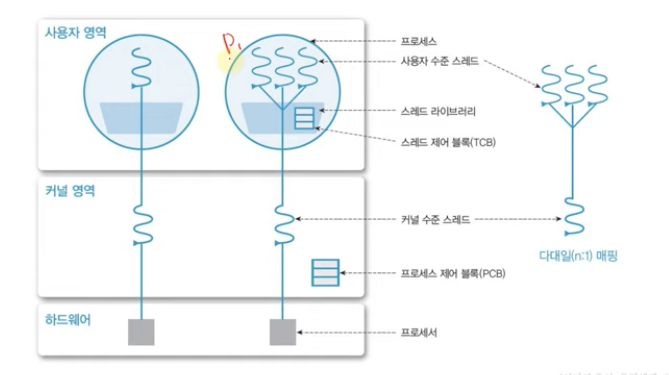 사용자 영역
P1
프로세스
사용자 수준 스레드
스레드 라이브러리
스레드 제어 블록(TCB)
커널 영역
커널 수준 스레드
다대일(n:1) 매핑
프로세스 제어 블록(PCB)
하드웨어
프로세서